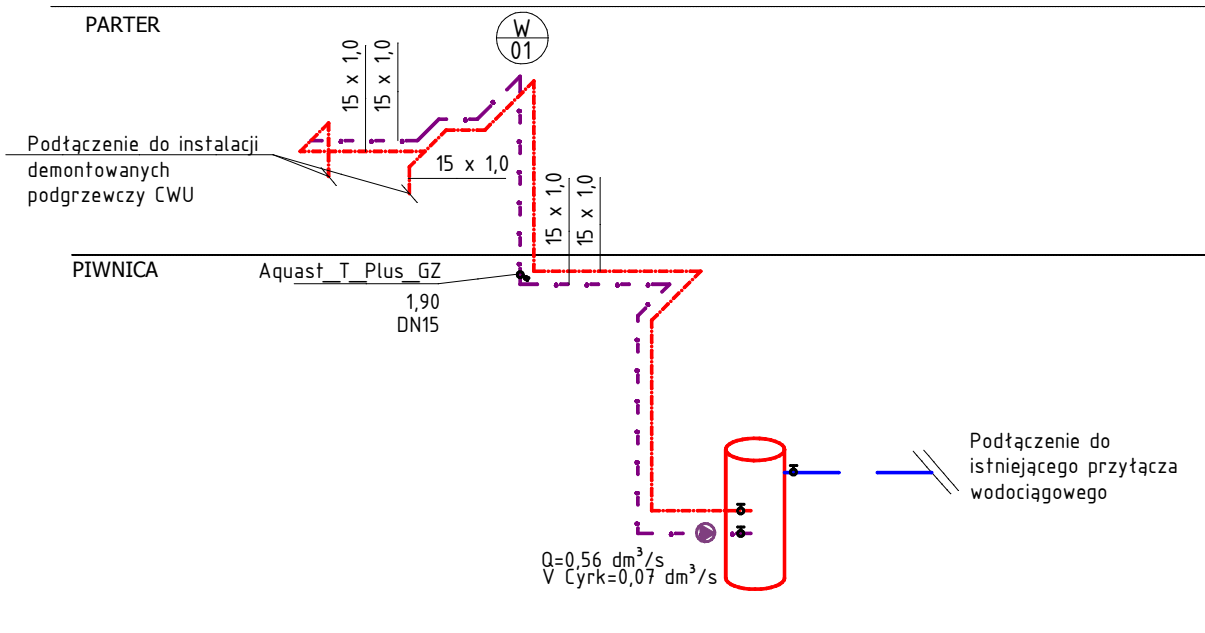 PARTER
W
01
15 x 1,0
15 x 1,0
Podłączenie do instalacji
demontowanych
podgrzewczy CWU
15 x 1,0
15 x 1,0
15 x 1,0
PIWNICA
Aquast_T_Plus_GZ
1,90
DN15
Podłączenie do
istniejącego przyłącza
wodociągowego
Q=0,56 dm³/s
V Cyrk=0,07 dm³/s